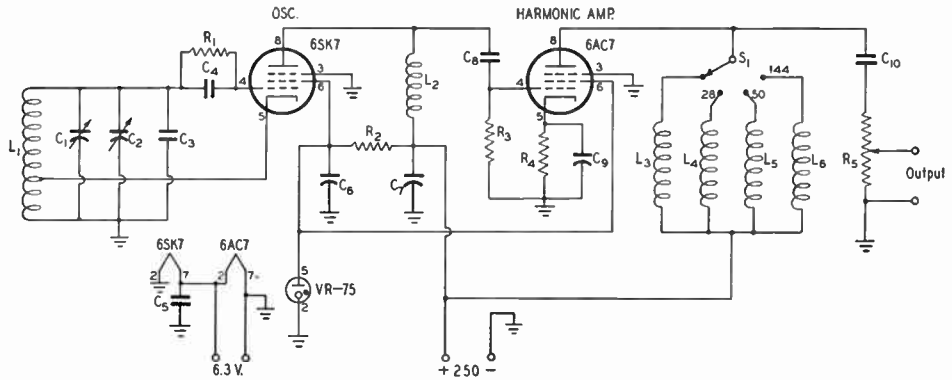 OSC.
HARMONIC AMP.
6SK7
6AC7
R1
C4
L1
C1
C2
C3
8
4
3
6
5
L2
C8
R2
C6
C7
R3
8
4
3
6
5
R4
C9
S1
144
28
50
L3
L4
L5
L6
C10
R5
Output
6SK7
6AC7
2
7
2
7
C5
6.3 V.
5
VR-75
2
+ 250 -